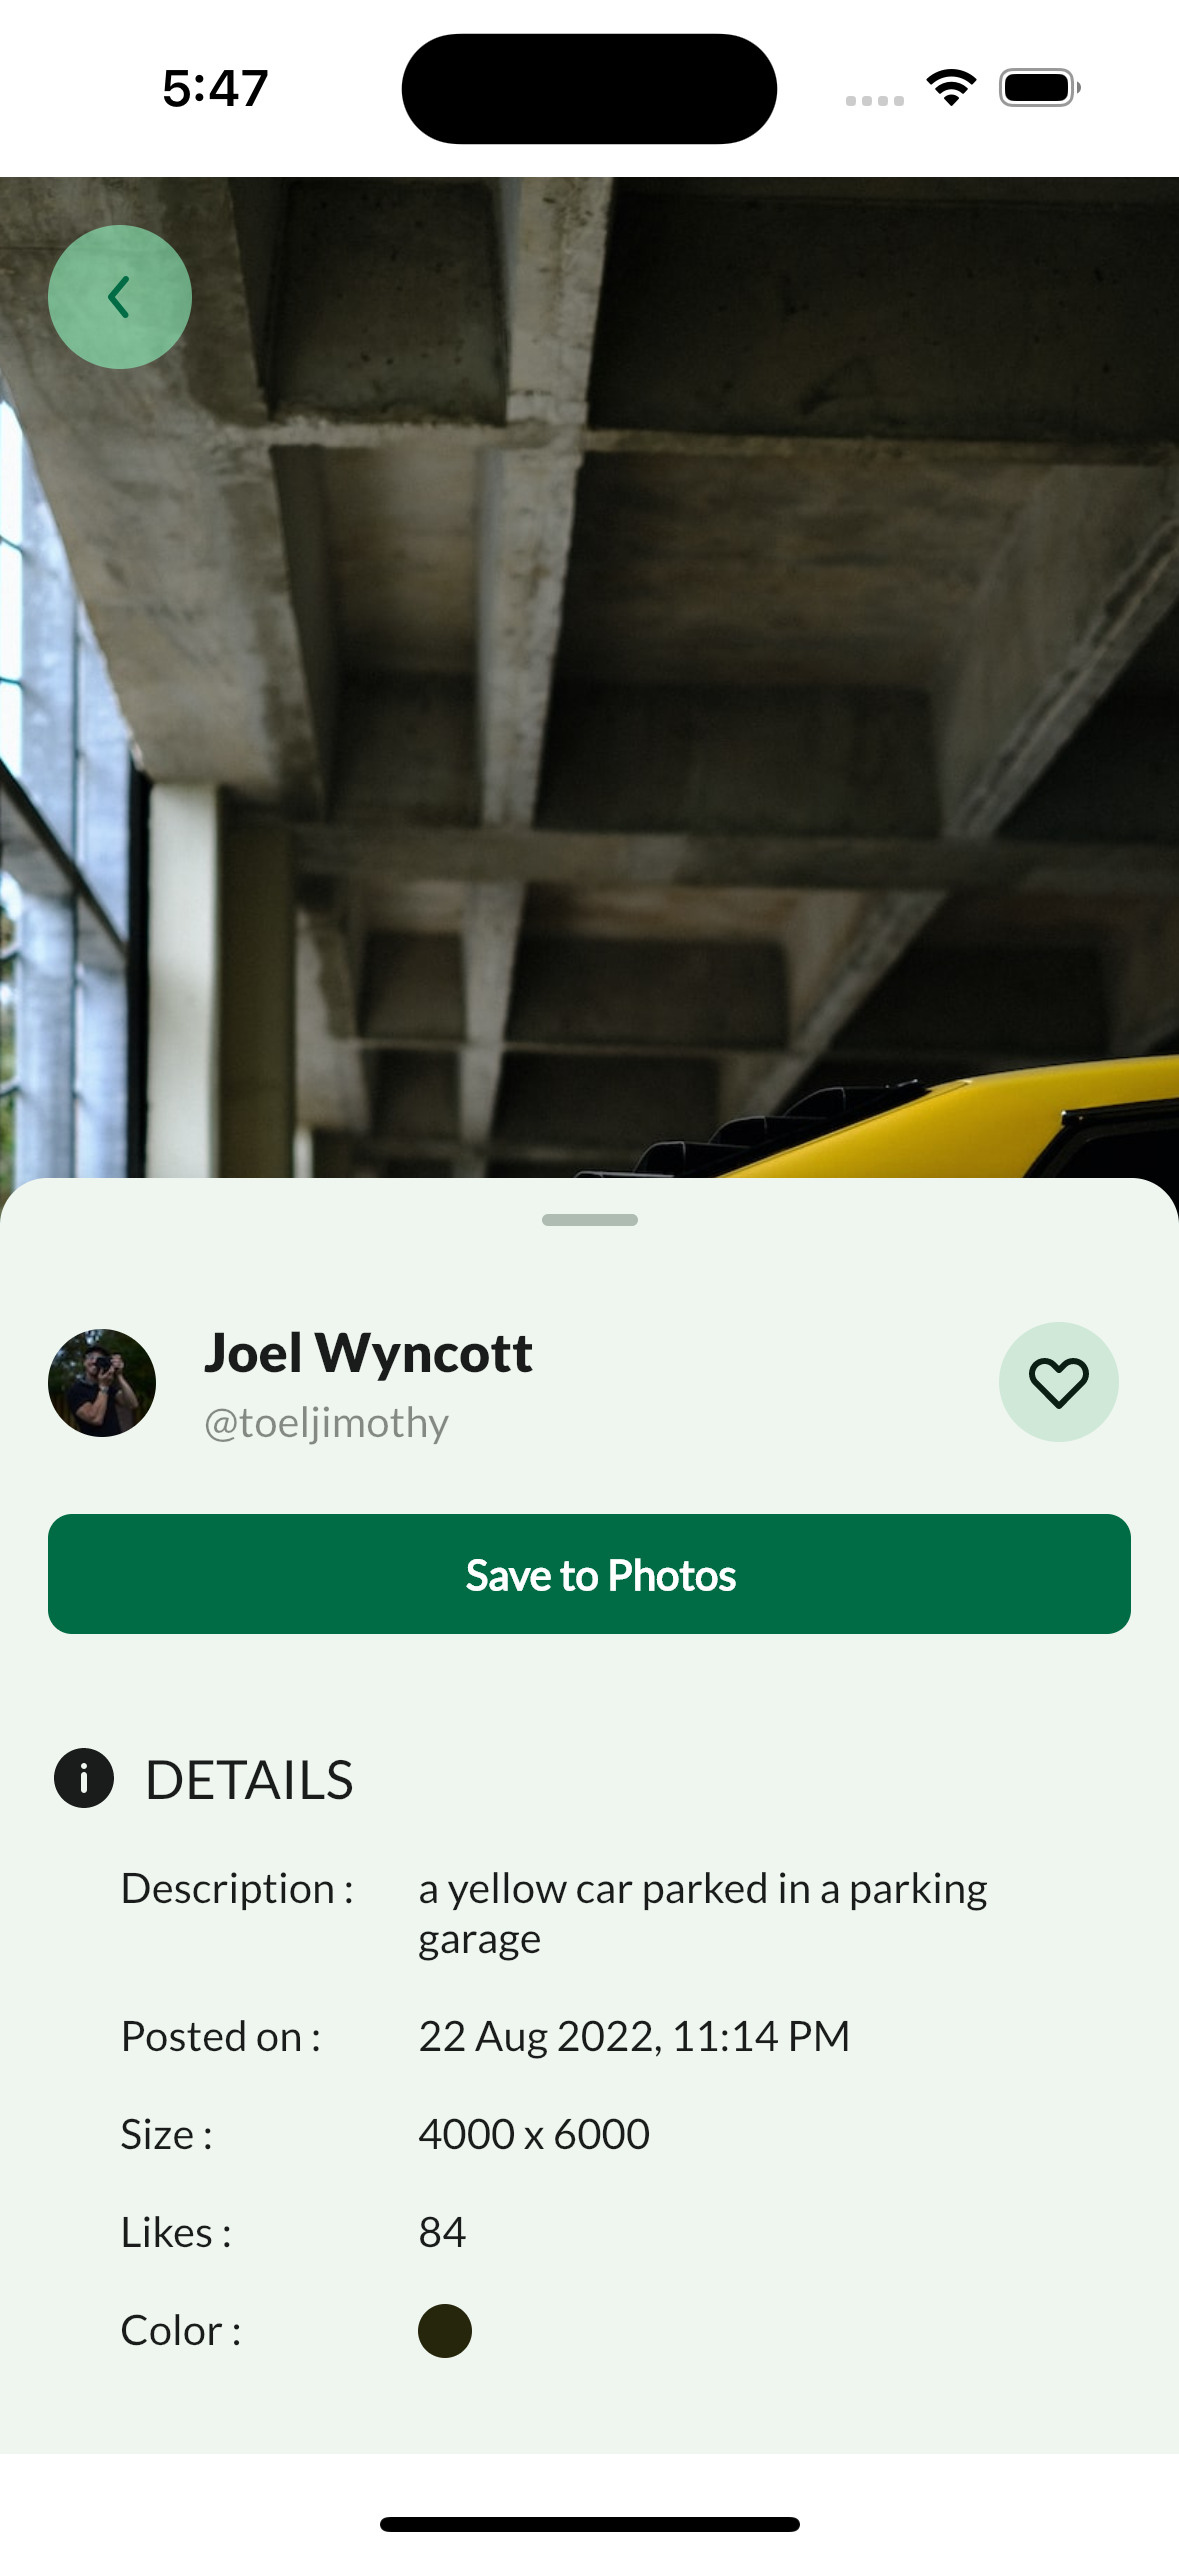 5:47
Joel Wyncott
@toeljimothy
Save to Photos
DETAILS
Description :
a yellow car parked in a parking
garage
Posted on :
22 Aug 2022, 11:14 PM
Size :
4000 x 6000
Likes :
84
Color :